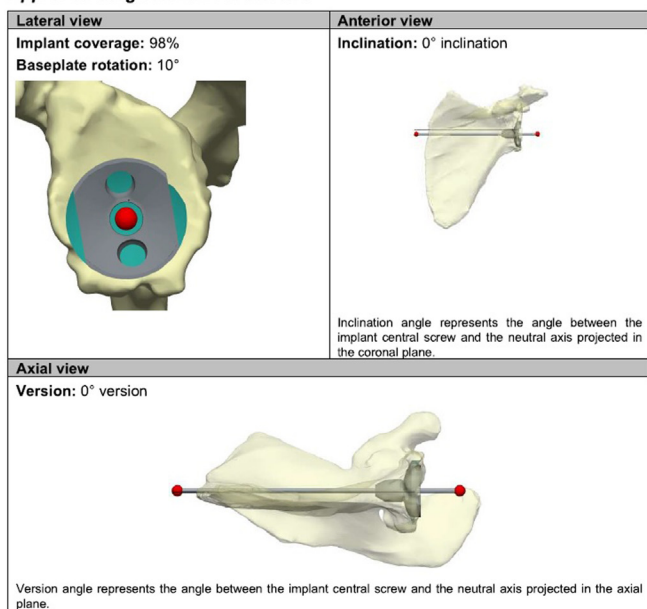 Lateral view
Implant coverage: 98%
Baseplate rotation: 10°
Anterior view
Inclination: 0° inclination
Inclination angle represents the angle between the
implant central screw and the neutral axis projected in
the coronal plane.
Axial view
Version: 0° version
Version angle represents the angle between the implant central screw and the neutral axis projected in the axial
plane.